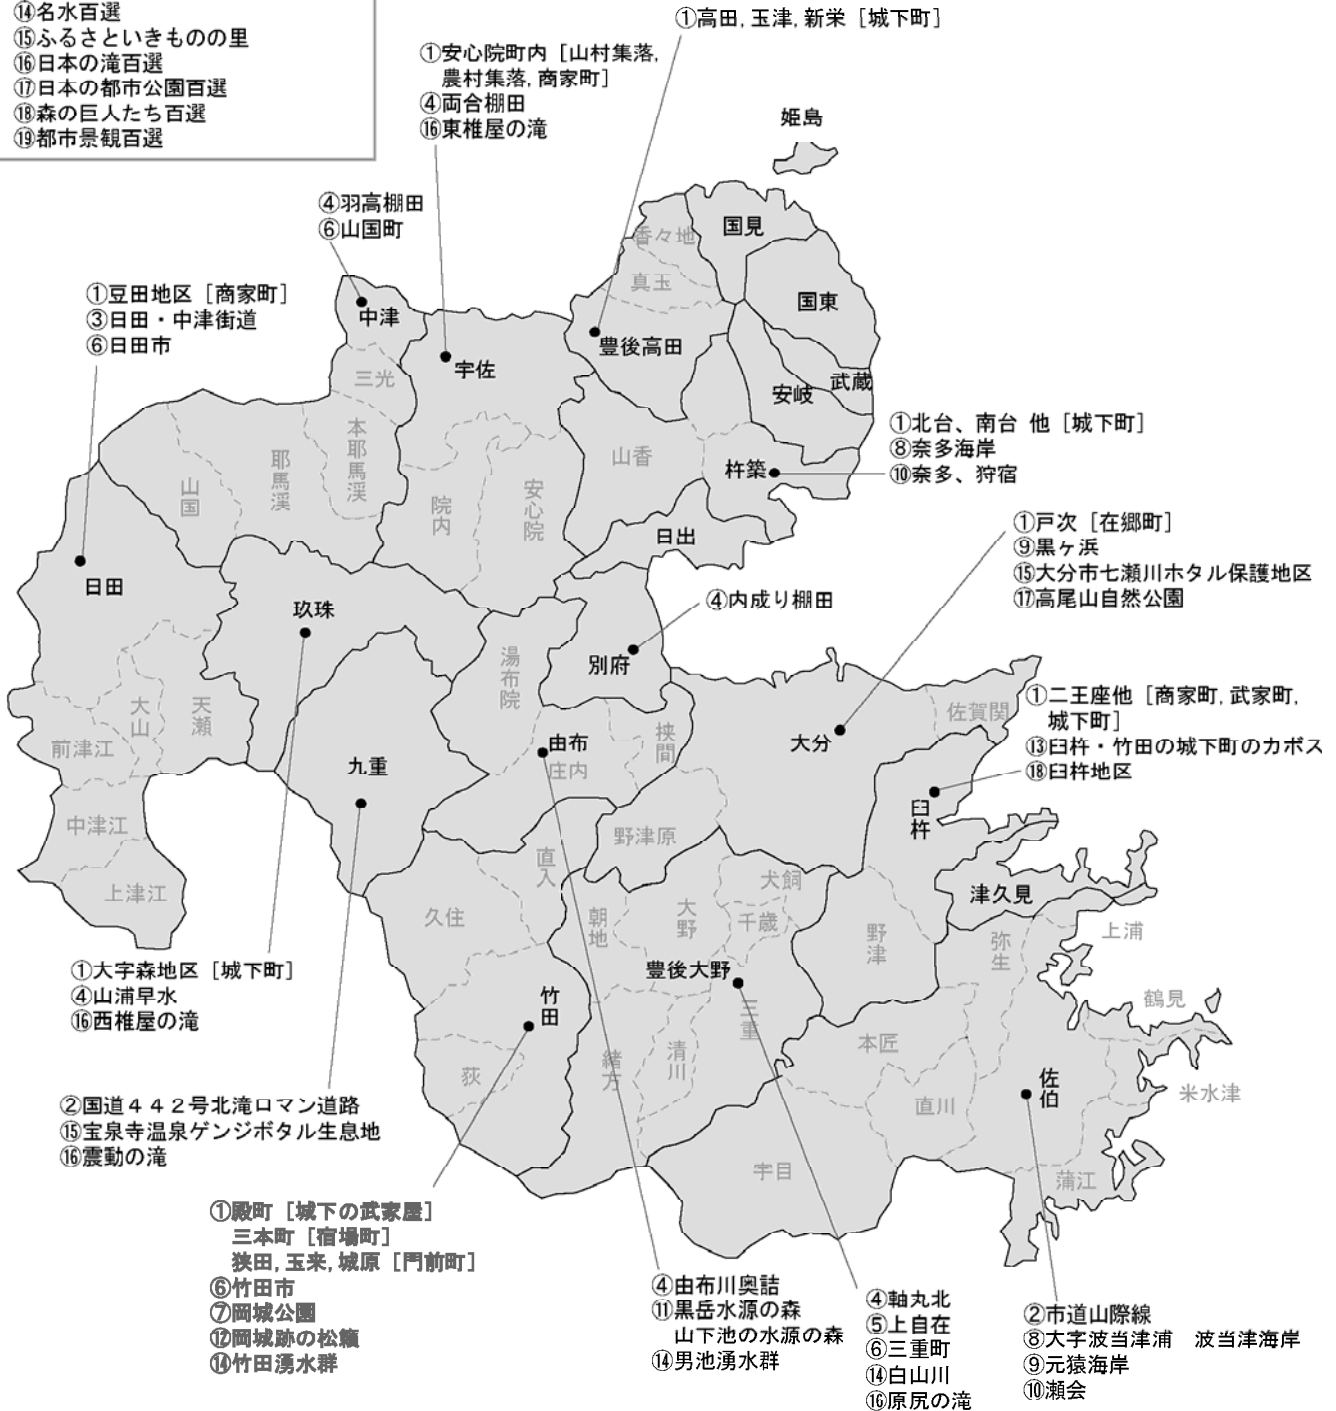 ⑭名水百選
⑮ふるさといきものの里
⑯日本の滝百選
⑰日本の都市公園百選
⑱森の巨人たち百選
⑲都市景観百選
①高田,玉津,新栄［城下町］
①安心院町内［山村集落,
農村集落,商家町］
④両合棚田
⑯東椎屋の滝
姫島
④羽高棚田
⑥山国町
①豆田地区［商家町］
③日田・中津街道
⑥日田市
香々地
国見
真玉
国東
中津
豊後高田
宇佐
三光
安岐
武蔵
①北台、南台 他［城下町］
⑧奈多海岸
⑩奈多、狩宿
本耶馬溪
耶馬溪
山国
院内
安心院
山香
杵築
日出
①戸次［在郷町］
⑨黒ヶ浜
⑮大分市七瀬川ホタル保護地区
⑰高尾山自然公園
日田
玖珠
④内成り棚田
湯布院
別府
大山
天瀬
前津江
佐賀関
①二王座他［商家町,武家町,
城下町］
⑬臼杵・竹田の城下町のカボス
⑱臼杵地区
九重
由布
庄内
挾間
大分
臼杵
中津江
上津江
野津原
直入
久住
朝地
大野
犬飼
千歳
野津
津久見
弥生
上浦
①大字森地区［城下町］
④山浦早水
⑯西椎屋の滝
豊後大野
三重
竹田
鶴見
荻
緒方
清川
本匠
直川
佐伯
米水津
②国道４４２号北滝ロマン道路
⑮宝泉寺温泉ゲンジボタル生息地
⑯震動の滝
宇目
蒲江
①殿町［城下の武家屋］
三本町［宿場町］
狭田,玉来,城原［門前町］
⑥竹田市
⑦岡城公園
⑫岡城跡の松籟
⑭竹田湧水群
④由布川奥詰
⑪黒岳水源の森
山下池の水源の森
⑭男池湧水群
④軸丸北
⑤上自在
⑥三重町
⑭白山川
⑯原尻の滝
②市道山際線
⑧大字波当津浦　波当津海岸
⑨元猿海岸
⑩瀬会